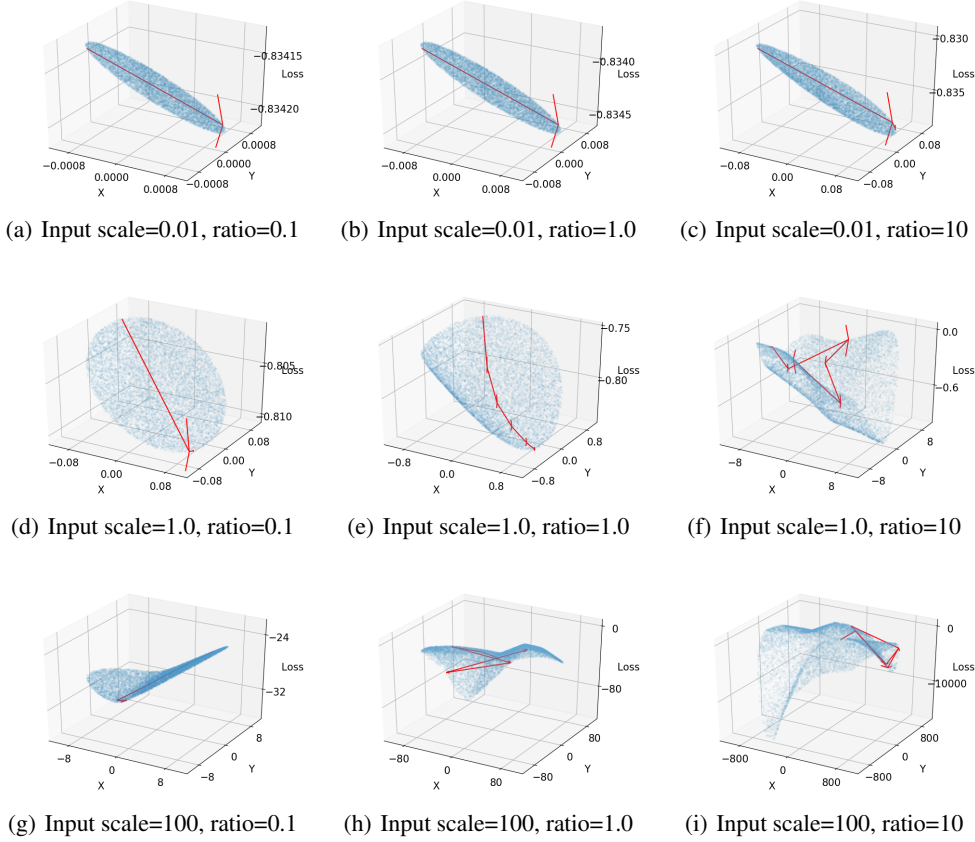 −0.83415
Loss
−0.83420
0.0008
0.0000
Y
−0.0008
−0.0008
0.0000
0.0008
X
(a) Input scale=0.01, ratio=0.1
−0.8340
Loss
−0.8345
0.008
0.000
Y
−0.008
−0.008
0.000
0.008
X
(b) Input scale=0.01, ratio=1.0
−0.830
Loss
−0.835
0.08
0.00
Y
−0.08
−0.08
0.00
0.08
X
(c) Input scale=0.01, ratio=10
−0.805
Loss
−0.810
0.08
0.00
Y
−0.08
−0.08
0.00
0.08
X
(d) Input scale=1.0, ratio=0.1
−0.75
Loss
−0.80
0.8
0.0
Y
−0.8
−0.8
0.0
0.8
X
(e) Input scale=1.0, ratio=1.0
0.0
Loss
−0.6
8
0
Y
−8
−8
0
8
X
(f) Input scale=1.0, ratio=10
−24
Loss
−32
8
0
Y
−8
−8
0
8
X
(g) Input scale=100, ratio=0.1
0
Loss
−80
80
0
Y
−80
−80
0
80
X
(h) Input scale=100, ratio=1.0
0
Loss
−10000
800
0
Y
−800
−800
0
800
X
(i) Input scale=100, ratio=10